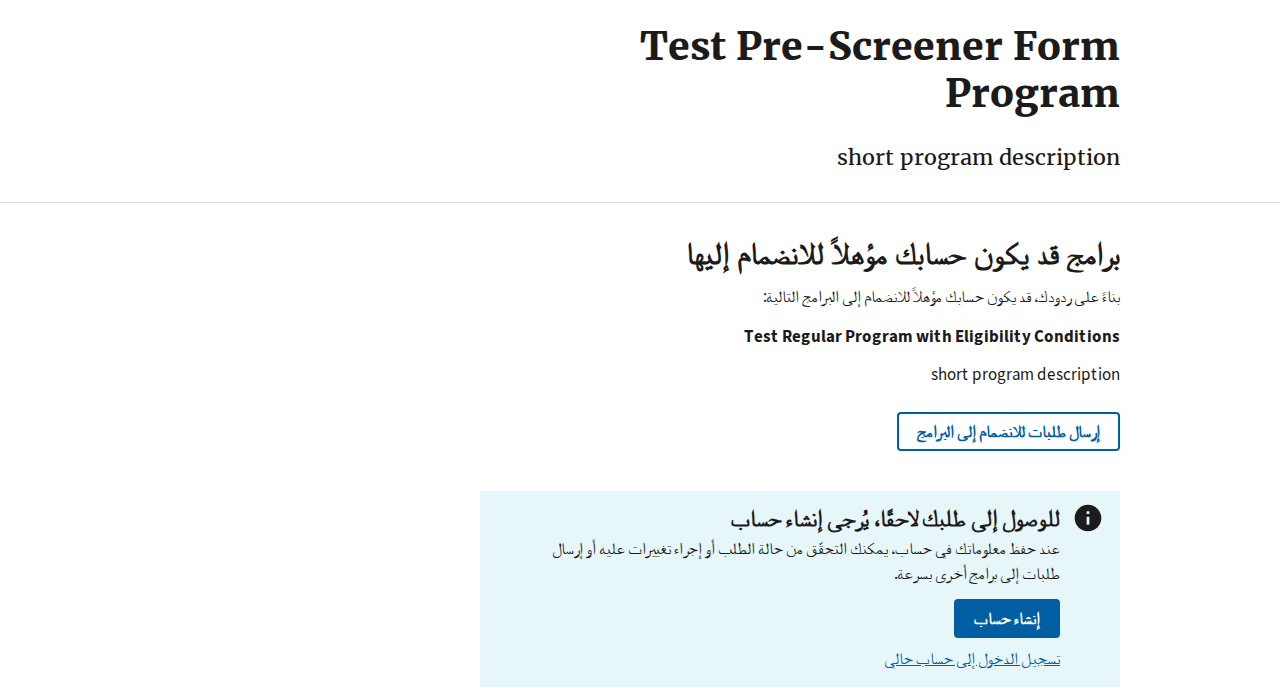 Test Pre-Screener Form
Program
short program description
برامج قد يكون حسابك مؤهلاً للانضمام إليها
بناءً على ردودك، قد يكون حسابك مؤهلاً للانضمام إلى البرامج التالية:
Test Regular Program with Eligibility Conditions
short program description
إرسال طلبات للانضمام إلى البرامج
للوصول إلى طلبك لاحقًا، يُرجى إنشاء حساب
عند حفظ معلوماتك في حساب، يمكنك التحقّق من حالة الطلب أو إجراء تغييرات عليه أو إرسال
طلبات إلى برامج أخرى بسرعة.
إنشاء حساب
تسجيل الدخول إلى حساب حالي